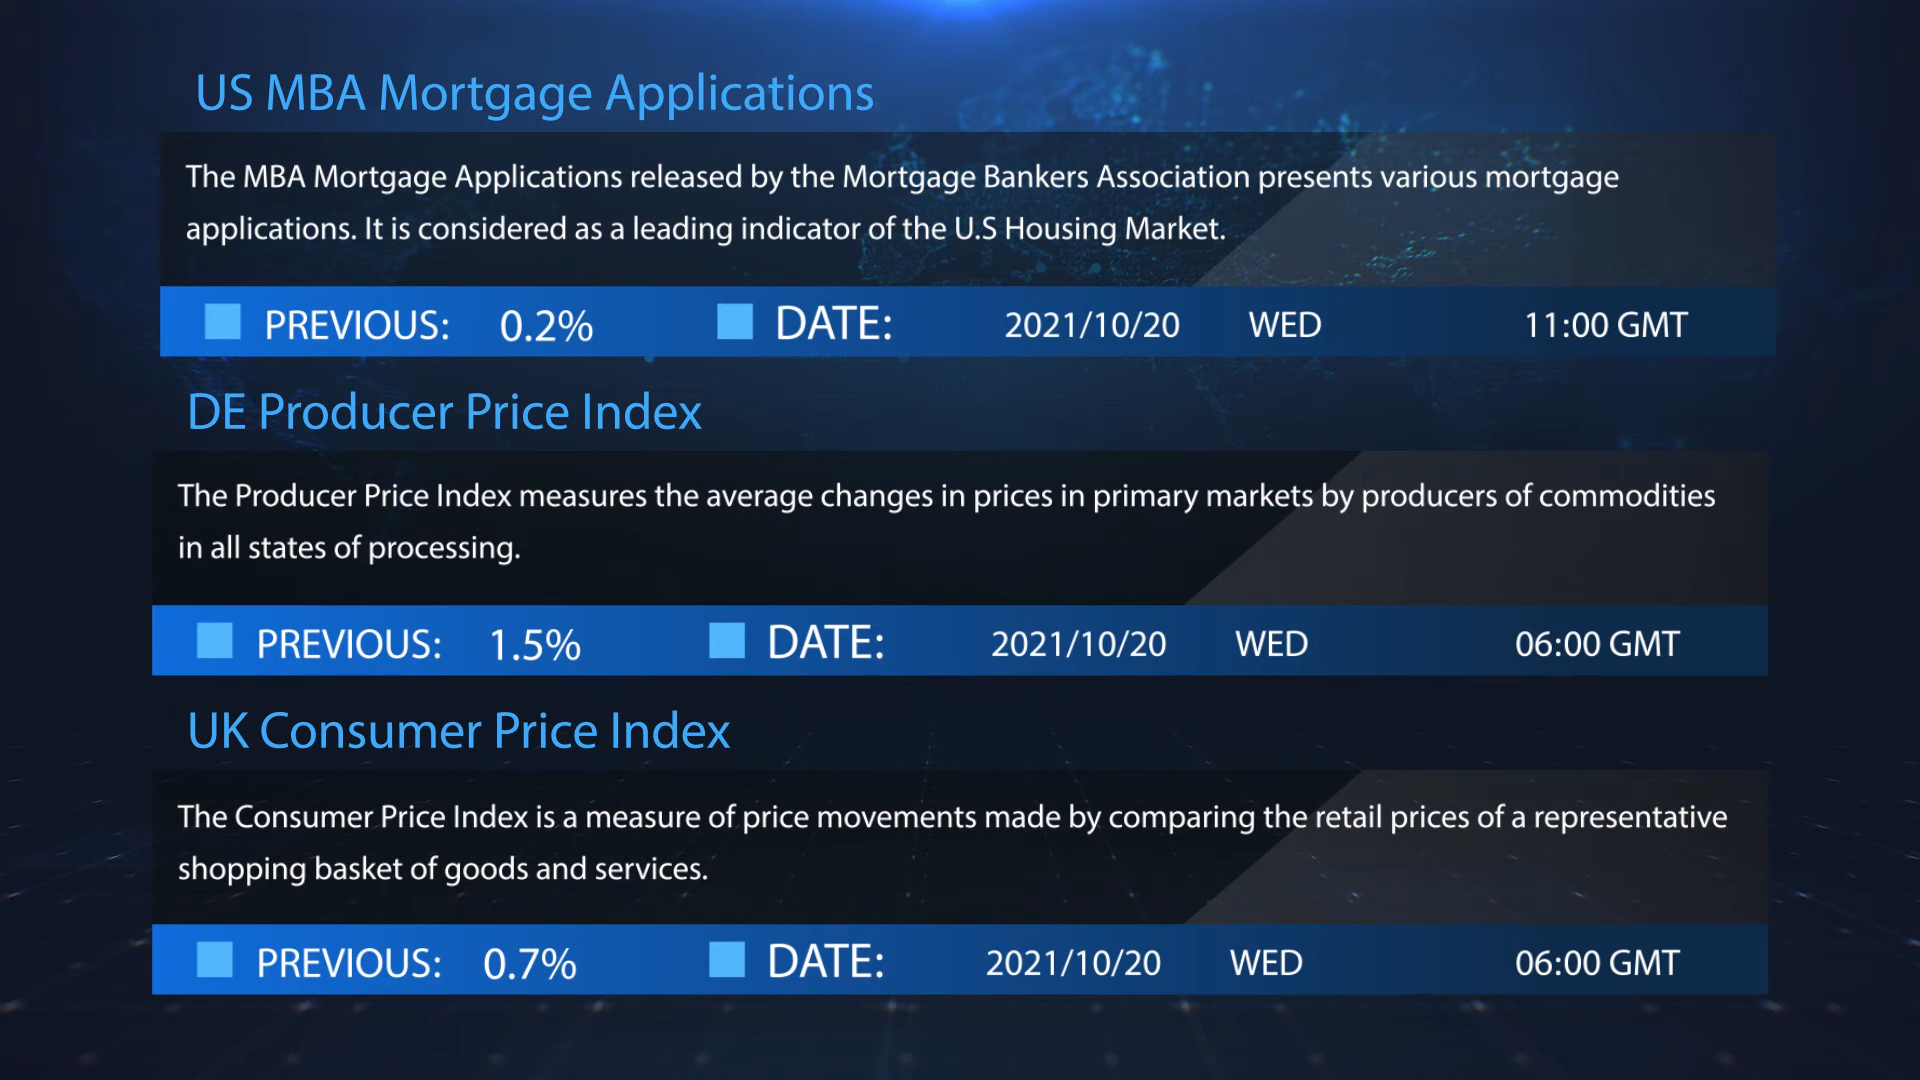 US MBA Mortgage Applications
The MBA Mortgage Applications released by the Mortgage Bankers Association presents various mortgage
applications. It is considered as a leading indicator of the U.S Housing Market.
PREVIOUS: 0.2% DATE: 2021/10/20 WED 11:00 GMT
DE Producer Price Index
The Producer Price Index measures the average changes in prices in primary markets by producers of commodities
in all states of processing.
PREVIOUS: 1.5% DATE: 2021/10/20 WED 06:00 GMT
UK Consumer Price Index
The Consumer Price Index is a measure of price movements made by comparing the retail prices of a representative
shopping basket of goods and services.
PREVIOUS: 0.7% DATE: 2021/10/20 WED 06:00 GMT